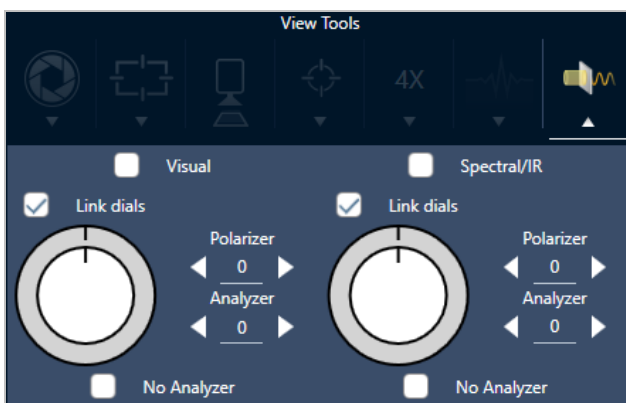 View Tools
4X
Visual Spectral/IR
Link dials Link dials
Polarizer Polarizer
0 0
Analyzer Analyzer
0 0
No Analyzer No Analyzer